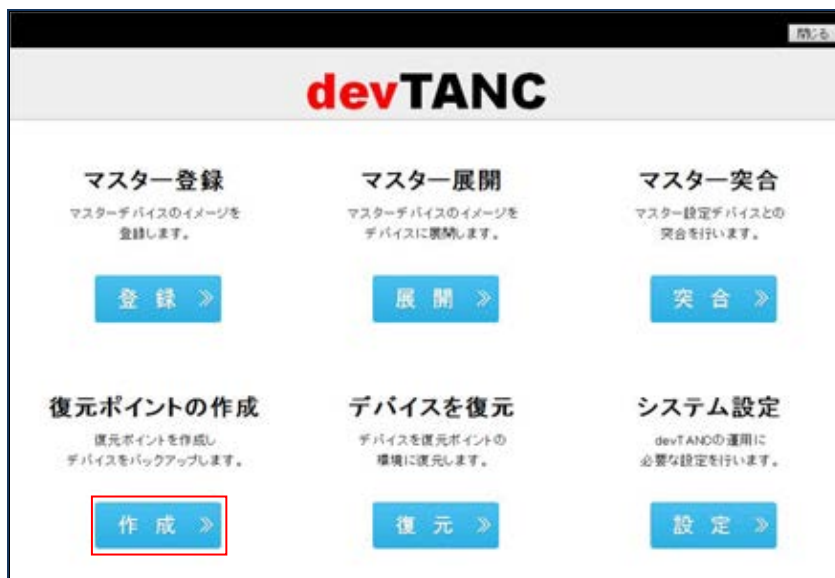 閉じる
devTANC
マスター登録
マスターデバイスのイメージを
登録します。
登 録 »
マスター展開
マスターデバイスのイメージを
デバイスに展開します。
展 開 »
マスター突合
マスター設定デバイスとの
突合を行います。
突 合 »
復元ポイントの作成
復元ポイントを作成し
デバイスをバックアップします。
作 成 »
デバイスを復元
デバイスを復元ポイントの
環境に復元します。
復 元 »
システム設定
devTANCの運用に
必要な設定を行います。
設 定 »